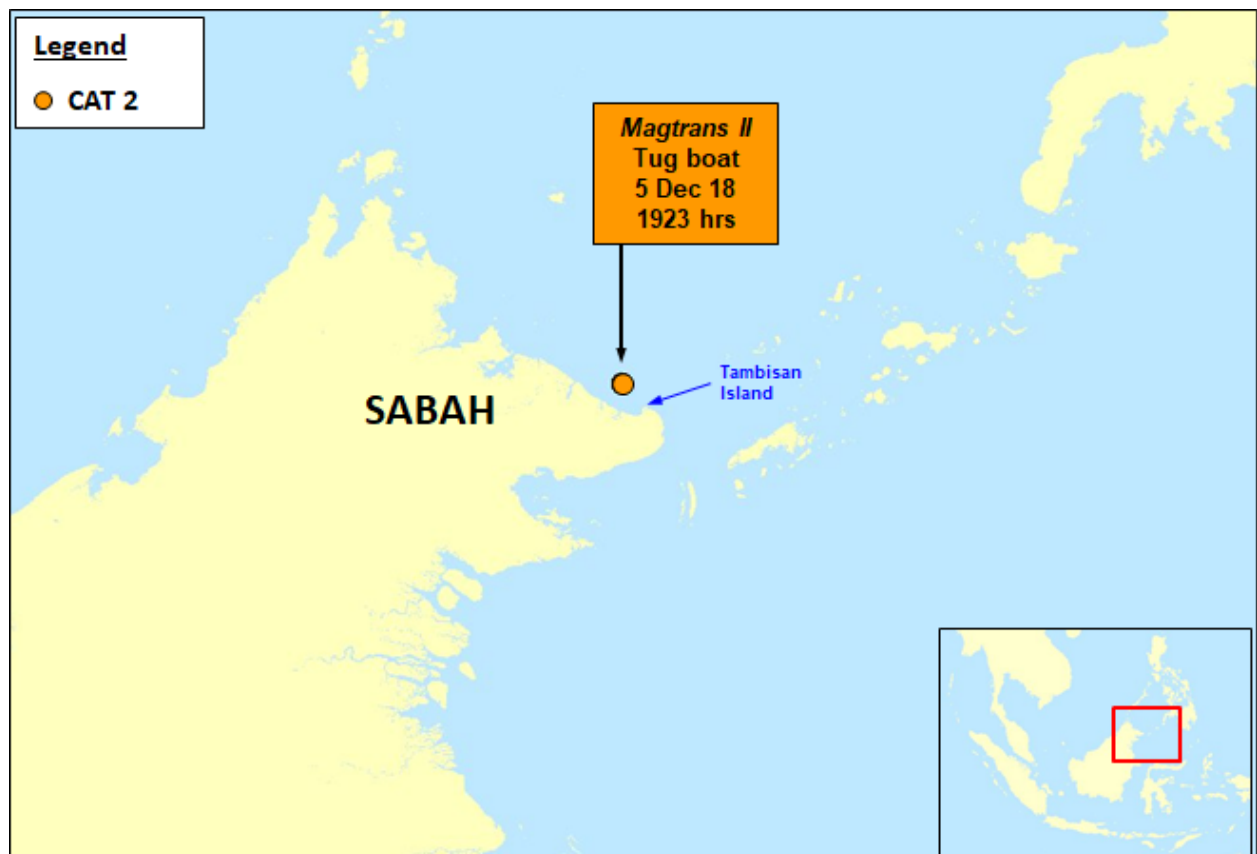 Legend
CAT 2
Magtrans II
Tug boat
5 Dec 18
1923 hrs
Tambisan
Island
SABAH